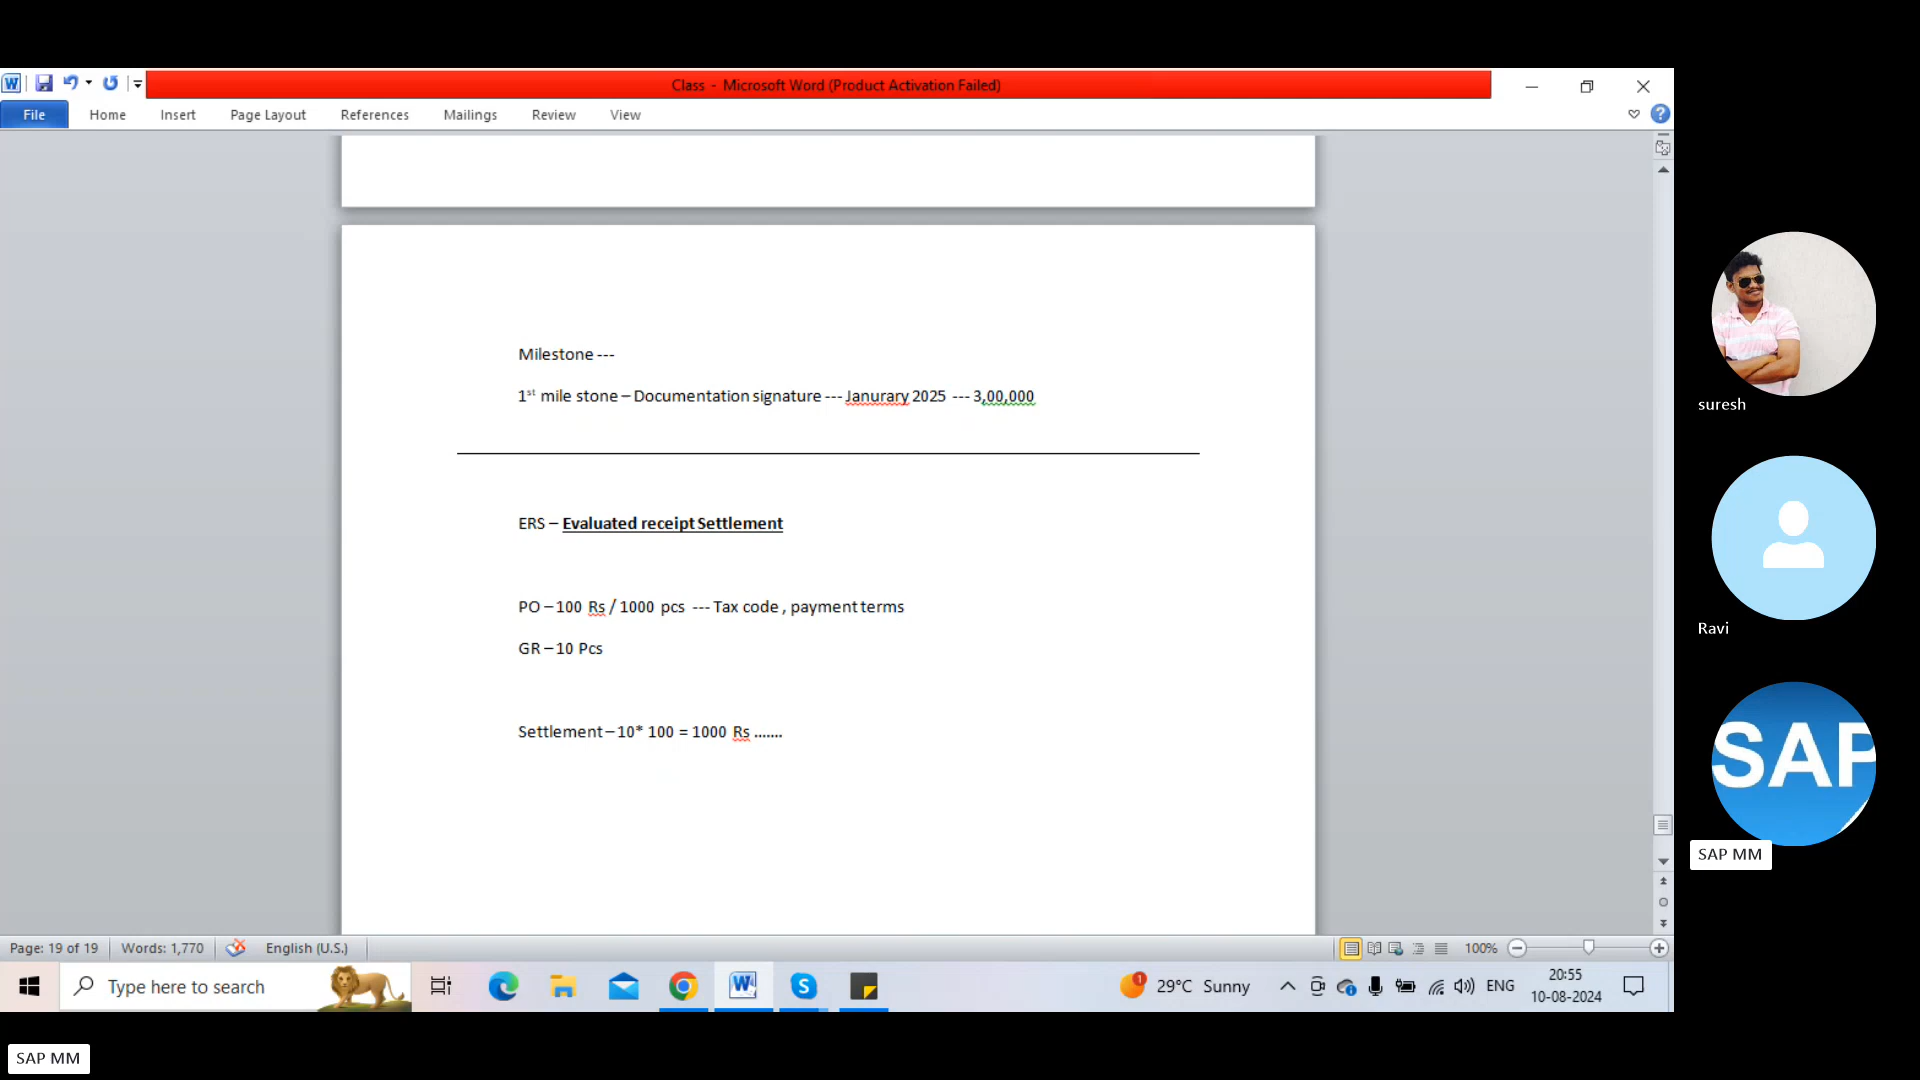 Class - Microsoft Word (Product Activation Failed)
File Home Insert Page Layout References Mailings Review View
Milestone ---
1st mile stone – Documentation signature --- Janurary 2025 --- 3,00,000
ERS – Evaluated receipt Settlement
PO – 100 Rs / 1000 pcs --- Tax code , payment terms
GR – 10 Pcs
Settlement – 10* 100 = 1000 Rs .......
suresh
Ravi
SAP
SAP MM
Page: 19 of 19 Words: 1,770 English (U.S.) 100%
Type here to search
1 29°C Sunny ENG 20:55
10-08-2024
SAP MM